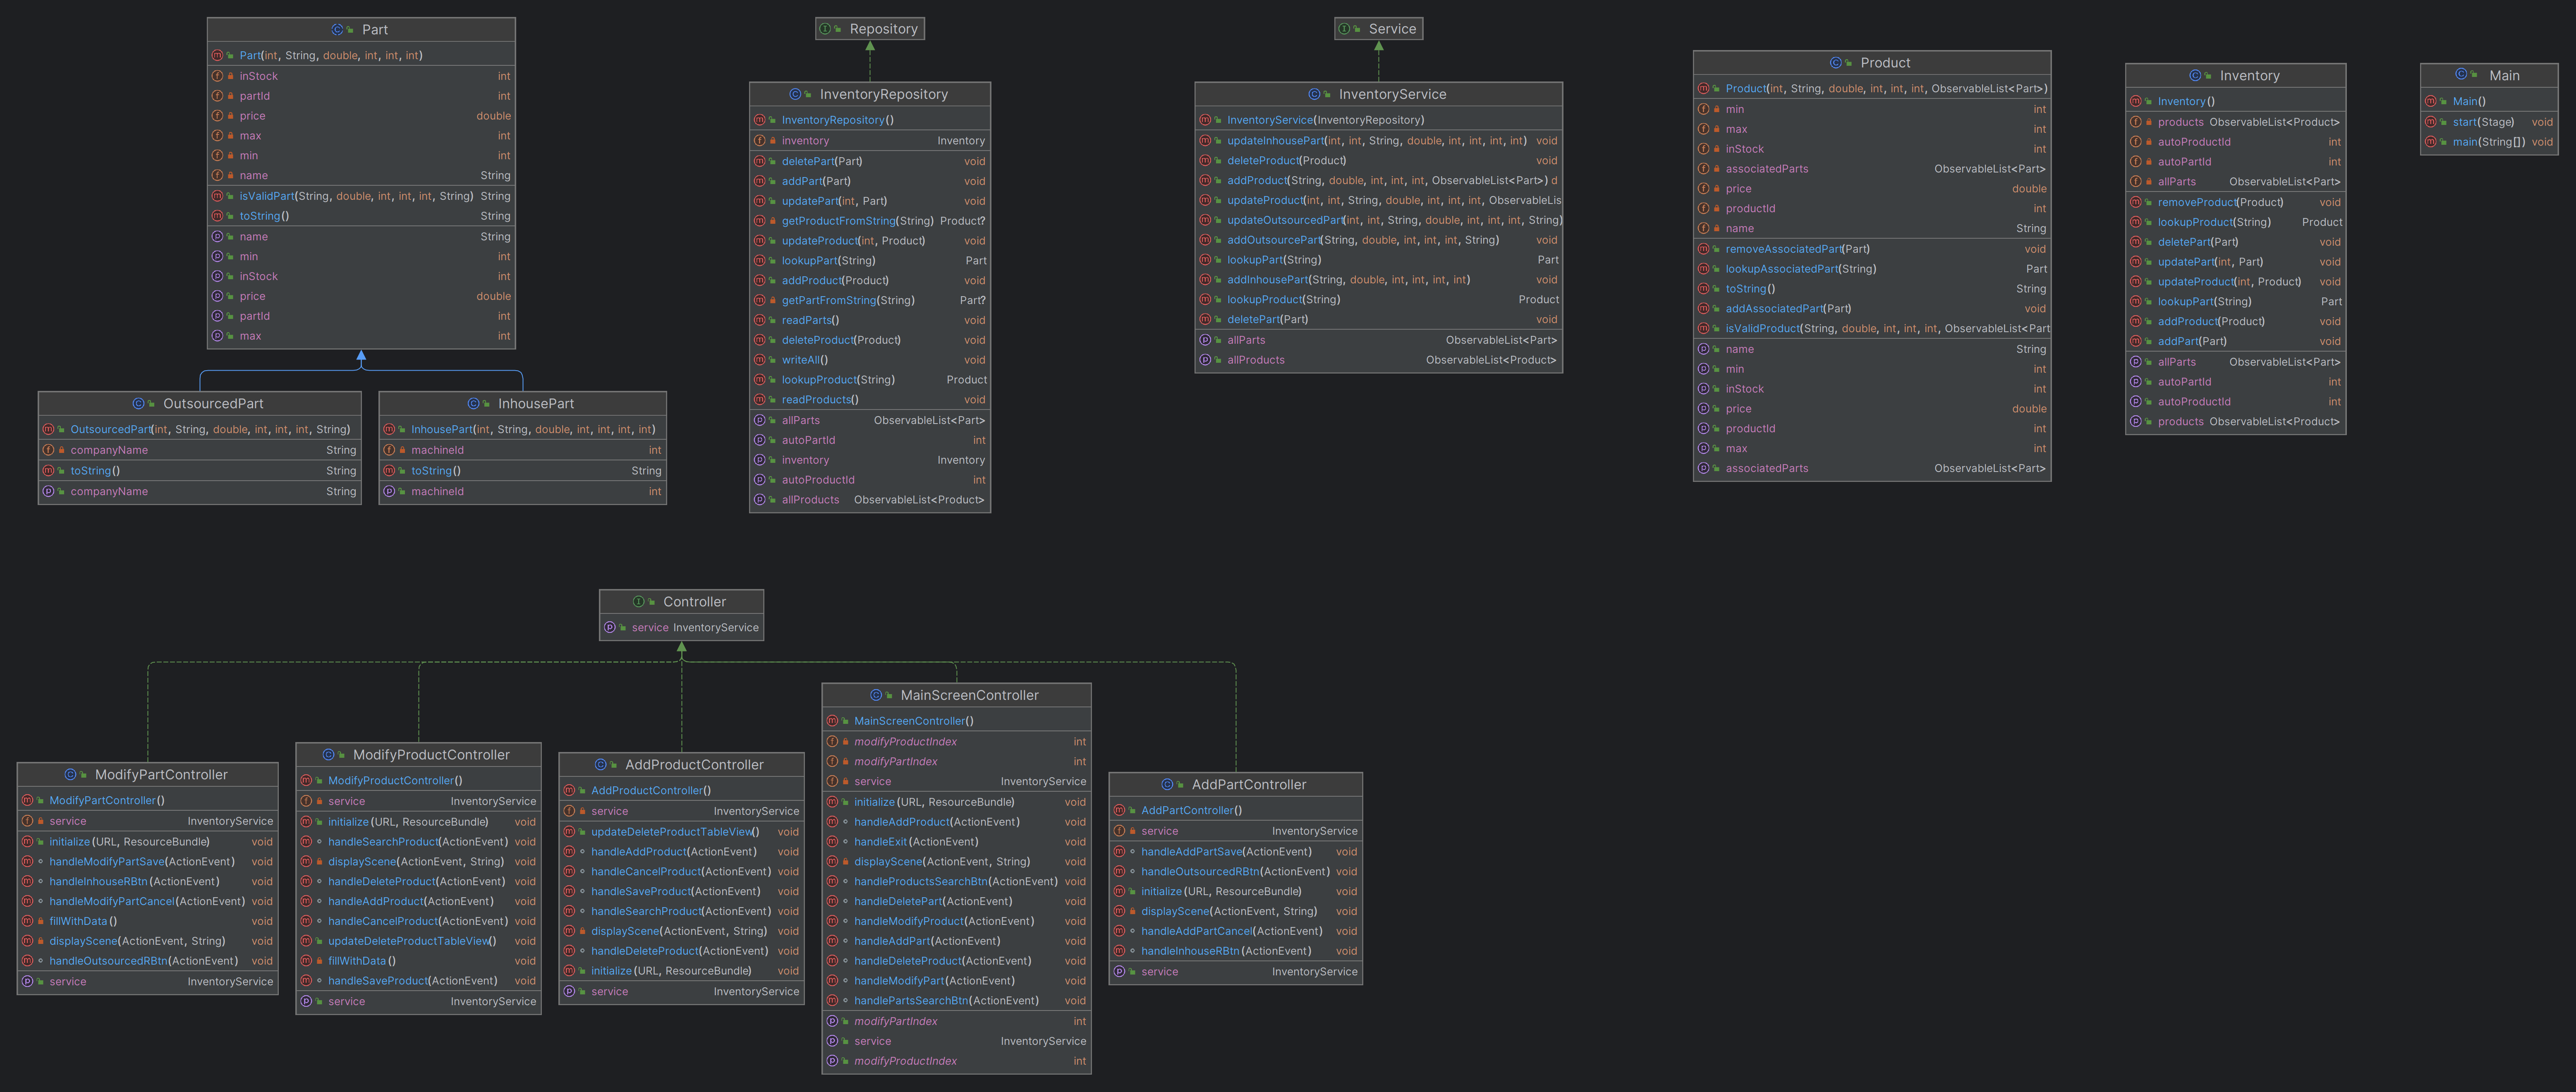 Part
Part(int, String, double, int, int, int)
inStock int
partId int
price double
max int
min int
name String
isValidPart(String, double, int, int, int, String) String
toString() String
name String
min int
inStock int
price double
partId int
max int
OutsourcedPart
OutsourcedPart(int, String, double, int, int, int, String)
companyName String
toString() String
companyName String
InhousePart
InhousePart(int, String, double, int, int, int, int)
machineId int
toString() String
machineId int
Repository
InventoryRepository
InventoryRepository()
inventory Inventory
deletePart(Part) void
addPart(Part) void
updatePart(int, Part) void
getProductFromString(String) Product?
updateProduct(int, Product) void
lookupPart(String) Part
addProduct(Product) void
getPartFromString(String) Part?
readParts() void
deleteProduct(Product) void
writeAll() void
lookupProduct(String) Product
readProducts() void
allParts ObservableList<Part>
autoPartId int
inventory Inventory
autoProductId int
allProducts ObservableList<Product>
Service
InventoryService
InventoryService(InventoryRepository)
updateInhousePart(int, int, String, double, int, int, int, int) void
deleteProduct(Product) void
addProduct(String, double, int, int, int, ObservableList<Part>) d
updateProduct(int, int, String, double, int, int, int, ObservableLis
updateOutsourcedPart(int, int, String, double, int, int, int, String)
addOutsourcePart(String, double, int, int, int, String) void
lookupPart(String) Part
addInhousePart(String, double, int, int, int, int) void
lookupProduct(String) Product
deletePart(Part) void
allParts ObservableList<Part>
allProducts ObservableList<Product>
Product
Product(int, String, double, int, int, int, ObservableList<Part>)
min int
max int
inStock int
associatedParts ObservableList<Part>
price double
productId int
name String
removeAssociatedPart(Part) void
lookupAssociatedPart(String) Part
toString() String
addAssociatedPart(Part) void
isValidProduct(String, double, int, int, int, ObservableList<Part
name String
min int
inStock int
price double
productId int
max int
associatedParts ObservableList<Part>
Inventory
Inventory()
products ObservableList<Product>
autoProductId int
autoPartId int
allParts ObservableList<Part>
removeProduct(Product) void
lookupProduct(String) Product
deletePart(Part) void
updatePart(int, Part) void
updateProduct(int, Product) void
lookupPart(String) Part
addProduct(Product) void
addPart(Part) void
allParts ObservableList<Part>
autoPartId int
autoProductId int
products ObservableList<Product>
Main
Main()
start(Stage) void
main(String[]) void
Controller
service InventoryService
ModifyPartController
ModifyPartController()
service InventoryService
initialize(URL, ResourceBundle) void
handleModifyPartSave(ActionEvent) void
handleInhouseRBtn(ActionEvent) void
handleModifyPartCancel(ActionEvent) void
fillWithData() void
displayScene(ActionEvent, String) void
handleOutsourcedRBtn(ActionEvent) void
service InventoryService
ModifyProductController
ModifyProductController()
service InventoryService
initialize(URL, ResourceBundle) void
handleSearchProduct(ActionEvent) void
displayScene(ActionEvent, String) void
handleDeleteProduct(ActionEvent) void
handleAddProduct(ActionEvent) void
handleCancelProduct(ActionEvent) void
updateDeleteProductTableView() void
fillWithData() void
handleSaveProduct(ActionEvent) void
service InventoryService
AddProductController
AddProductController()
service InventoryService
updateDeleteProductTableView() void
handleAddProduct(ActionEvent) void
handleCancelProduct(ActionEvent) void
handleSaveProduct(ActionEvent) void
handleSearchProduct(ActionEvent) void
displayScene(ActionEvent, String) void
handleDeleteProduct(ActionEvent) void
initialize(URL, ResourceBundle) void
service InventoryService
MainScreenController
MainScreenController()
modifyProductIndex int
modifyPartIndex int
service InventoryService
initialize(URL, ResourceBundle) void
handleAddProduct(ActionEvent) void
handleExit(ActionEvent) void
displayScene(ActionEvent, String) void
handleProductsSearchBtn(ActionEvent) void
handleDeletePart(ActionEvent) void
handleModifyProduct(ActionEvent) void
handleAddPart(ActionEvent) void
handleDeleteProduct(ActionEvent) void
handleModifyPart(ActionEvent) void
handlePartsSearchBtn(ActionEvent) void
modifyPartIndex int
service InventoryService
modifyProductIndex int
AddPartController
AddPartController()
service InventoryService
handleAddPartSave(ActionEvent) void
handleOutsourcedRBtn(ActionEvent) void
initialize(URL, ResourceBundle) void
displayScene(ActionEvent, String) void
handleAddPartCancel(ActionEvent) void
handleInhouseRBtn(ActionEvent) void
service InventoryService